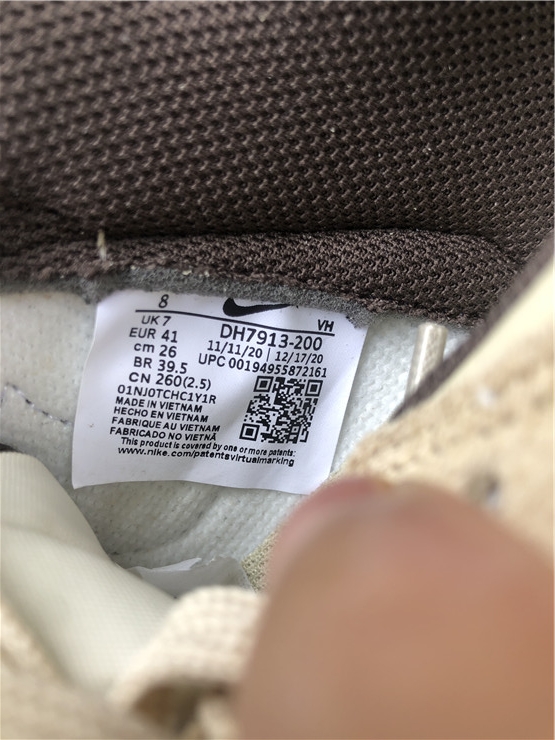 8
VH
UK 7
DH7913-200
EUR 41
11/11/20 | 12/17/20
cm 26
UPC 00194955872161
BR 39.5
CN 260(2.5)
01NJ0TCHC1Y1R
MADE IN VIETNAM
HECHO EN VIETNAM
FABRIQUE AU VIETNAM
FABRICADO NO VIETNÃ
This product is covered by one or more patents:
www.nike.com/patentsvirtualmarking